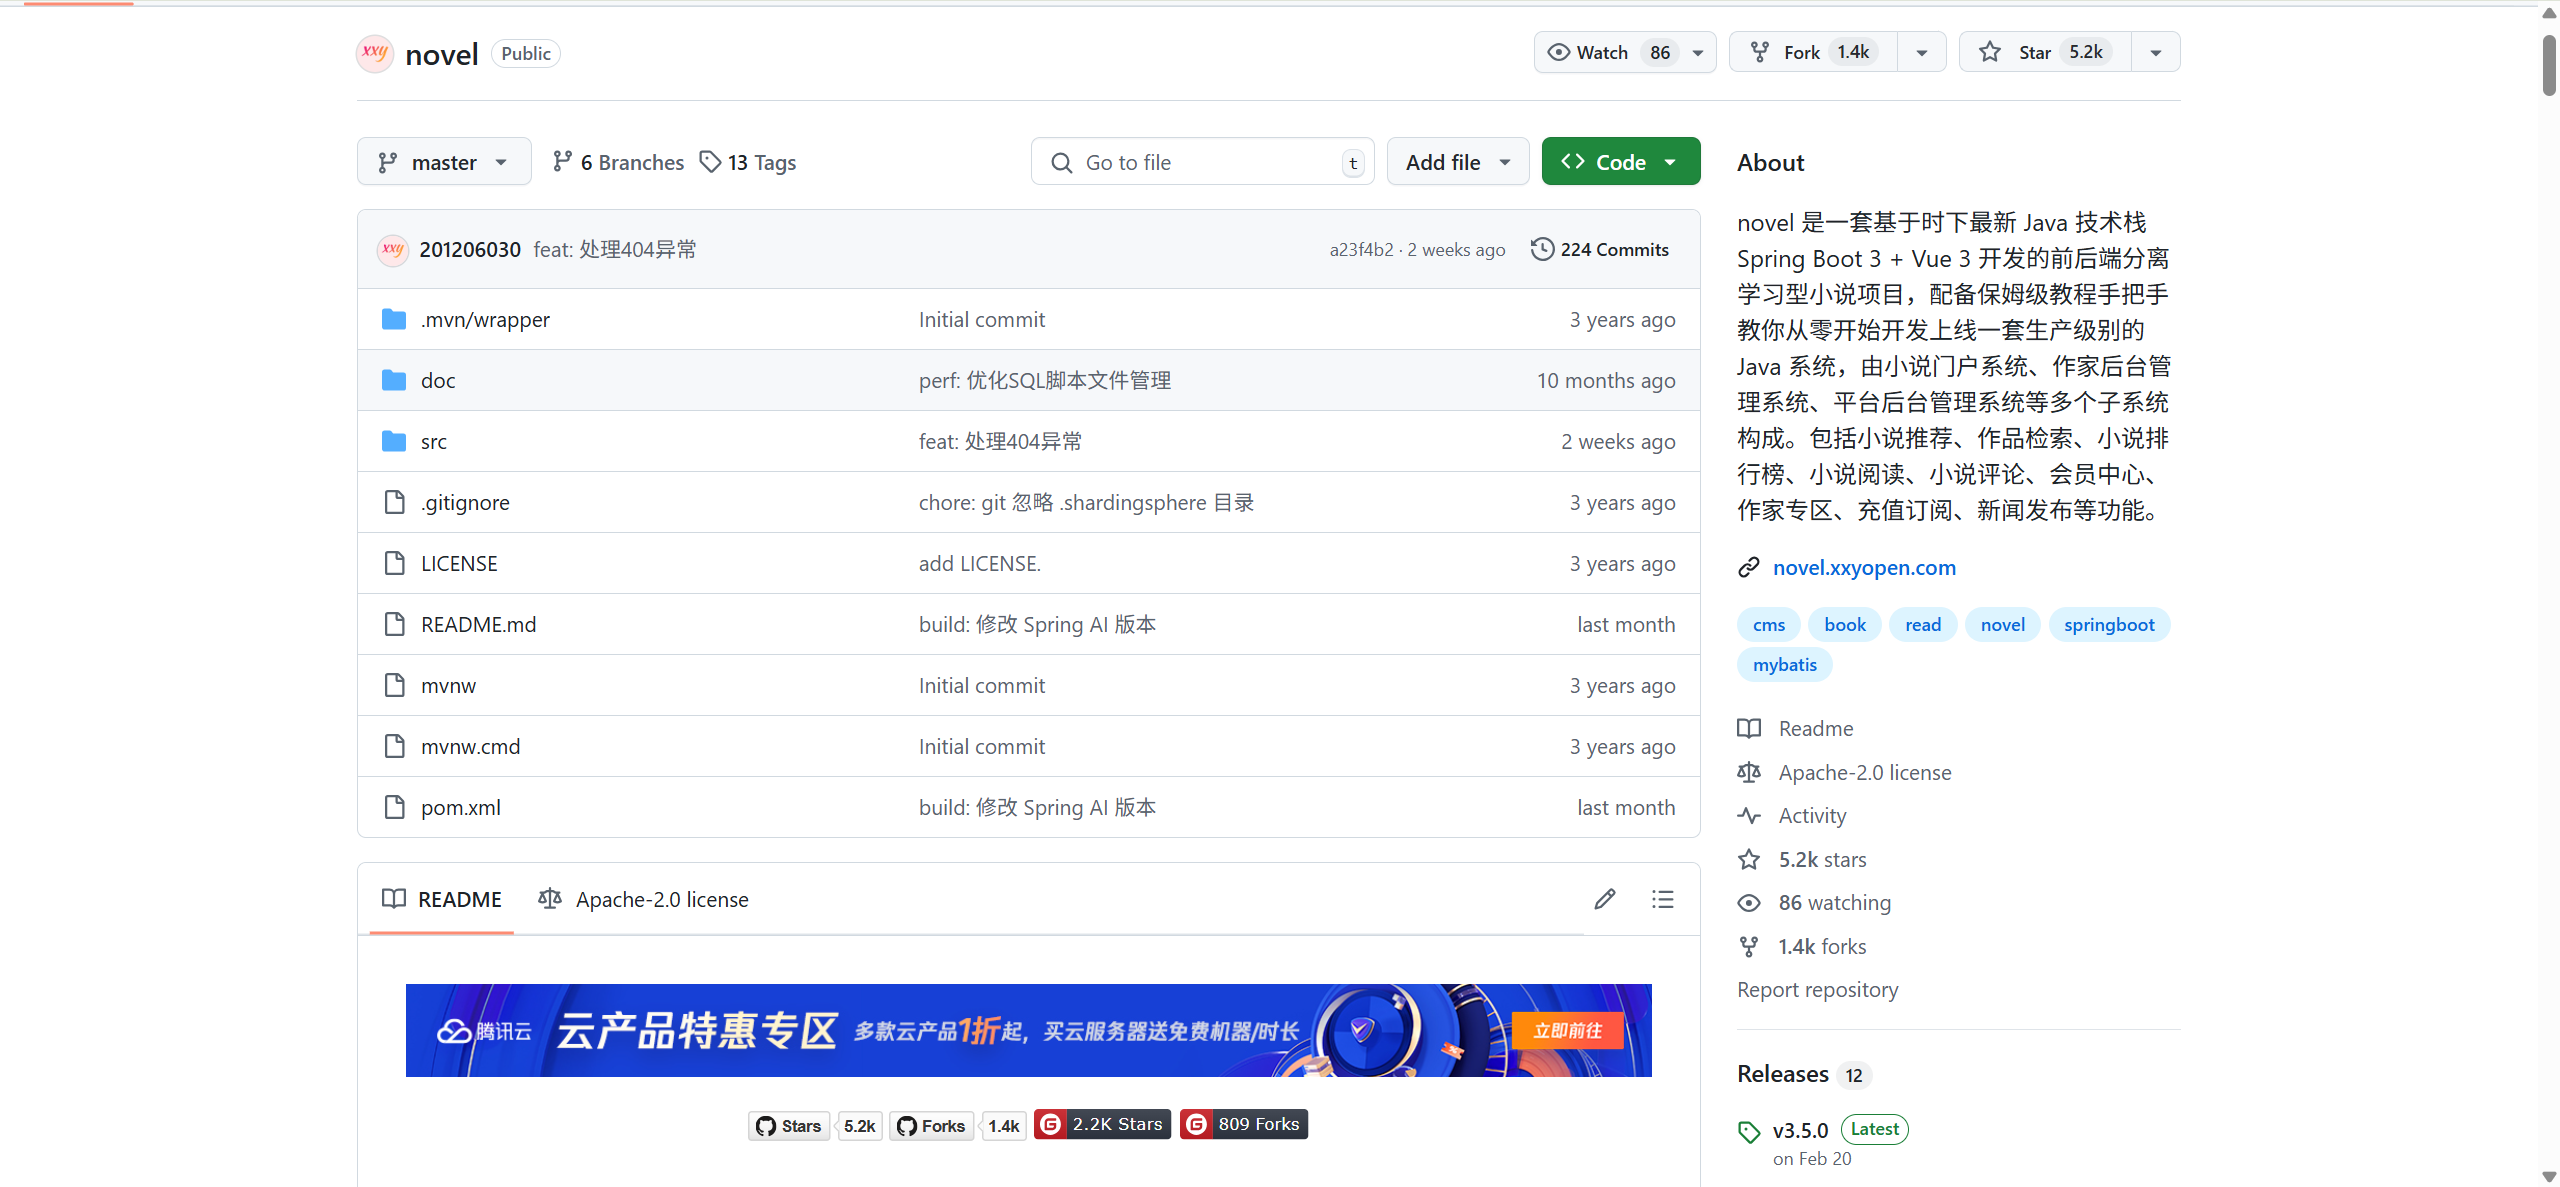 xxy novel Public
Watch 86
Fork 1.4k
Star 5.2k
master
6 Branches
13 Tags
Go to file
t
Add file
Code
xxy 201206030 feat: 处理404异常
a23f4b2 · 2 weeks ago
224 Commits
.mvn/wrapper Initial commit 3 years ago
doc perf: 优化SQL脚本文件管理 10 months ago
src feat: 处理404异常 2 weeks ago
.gitignore chore: git 忽略 .shardingsphere 目录 3 years ago
LICENSE add LICENSE. 3 years ago
README.md build: 修改 Spring AI 版本 last month
mvnw Initial commit 3 years ago
mvnw.cmd Initial commit 3 years ago
pom.xml build: 修改 Spring AI 版本 last month
README
Apache-2.0 license
腾讯云 云产品特惠专区 多款云产品1折起，买云服务器送免费机器/时长 立即前往
Stars 5.2k Forks 1.4k G 2.2K Stars G 809 Forks
About
novel 是一套基于时下最新 Java 技术栈
Spring Boot 3 + Vue 3 开发的前后端分离
学习型小说项目，配备保姆级教程手把手
教你从零开始开发上线一套生产级别的
Java 系统，由小说门户系统、作家后台管
理系统、平台后台管理系统等多个子系统
构成。包括小说推荐、作品检索、小说排
行榜、小说阅读、小说评论、会员中心、
作家专区、充值订阅、新闻发布等功能。
novel.xxyopen.com
cms book read novel springboot
mybatis
Readme
Apache-2.0 license
Activity
5.2k stars
86 watching
1.4k forks
Report repository
Releases 12
v3.5.0 Latest
on Feb 20